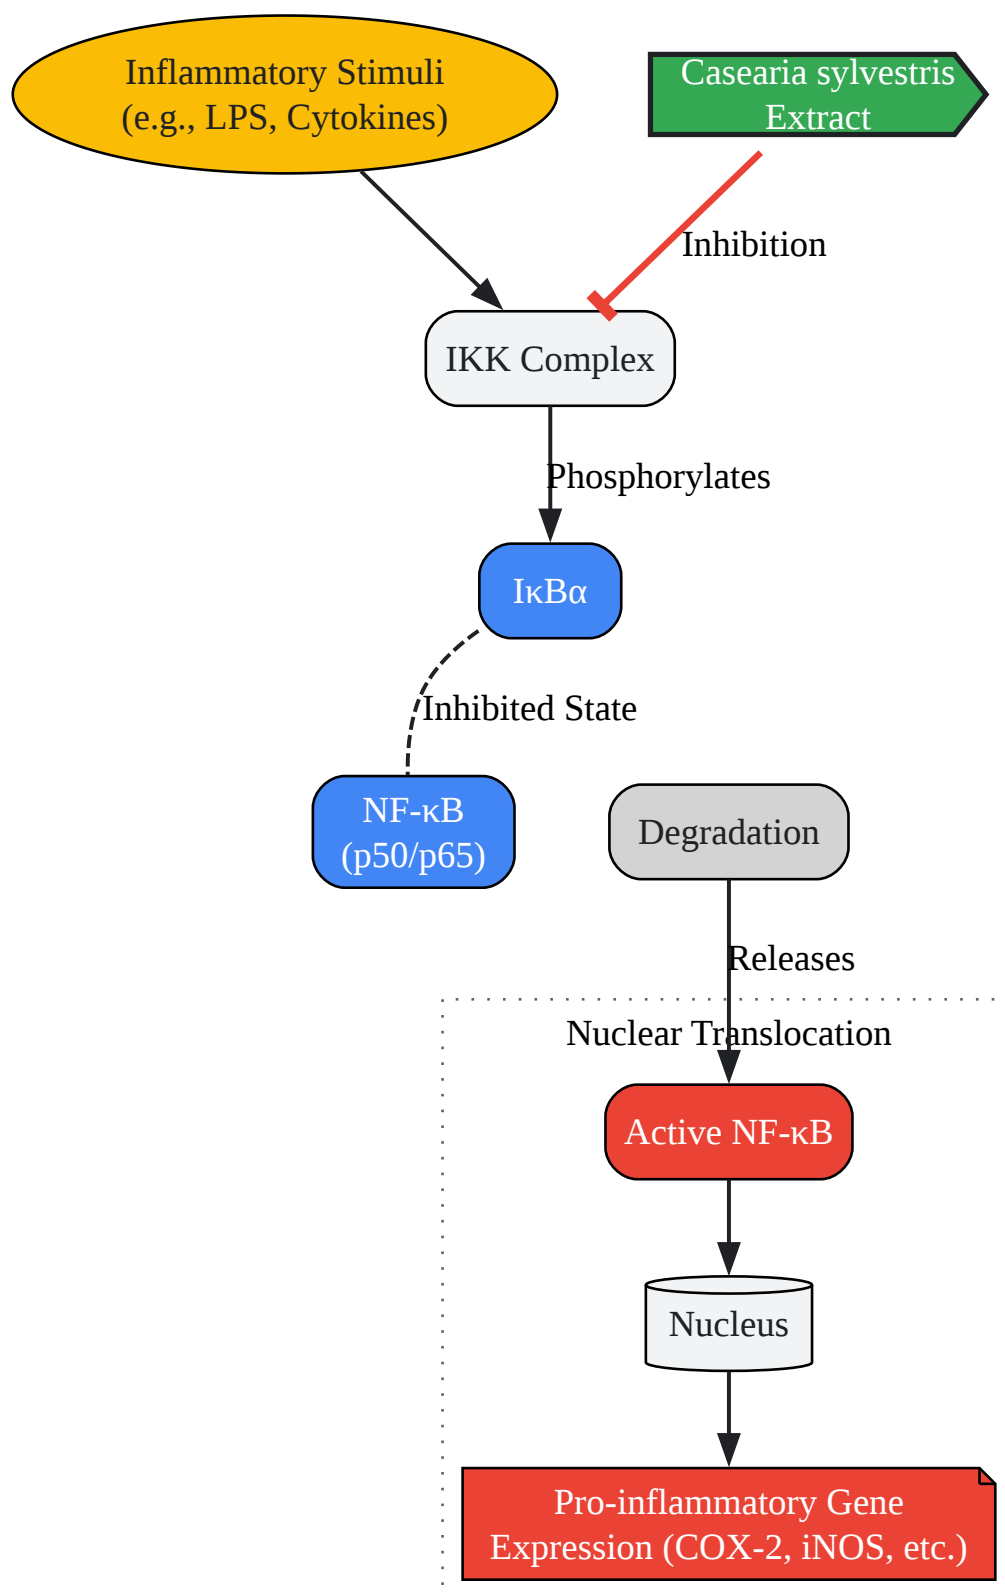 Inflammatory Stimuli
(e.g., LPS, Cytokines)
Casearia sylvestris
Extract
Inhibition
IKK Complex
Phosphorylates
IκBα
Inhibited State
NF-κB
(p50/p65)
Degradation
Releases
Nuclear Translocation
Active NF-κB
Nucleus
Pro-inflammatory Gene
Expression (COX-2, iNOS, etc.)